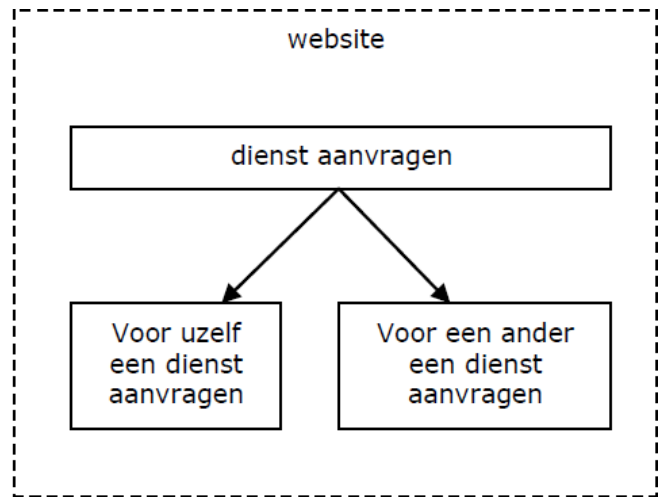 website
dienst aanvragen
Voor uzelf
een dienst
aanvragen
Voor een ander
een dienst
aanvragen